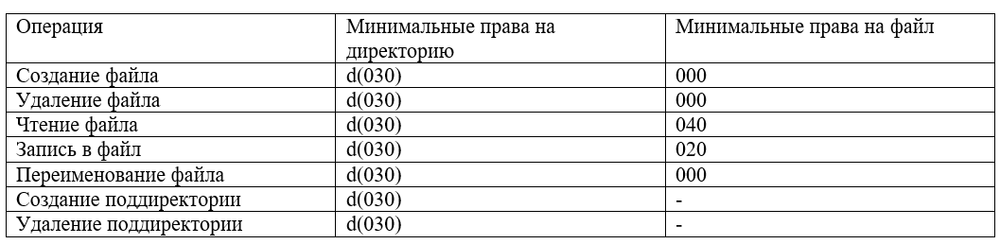 Операция Минимальные права на директорию Минимальные права на файл
Создание файла d(030) 000
Удаление файла d(030) 000
Чтение файла d(030) 040
Запись в файл d(030) 020
Переименование файла d(030) 000
Создание поддиректории d(030) -
Удаление поддиректории d(030) -